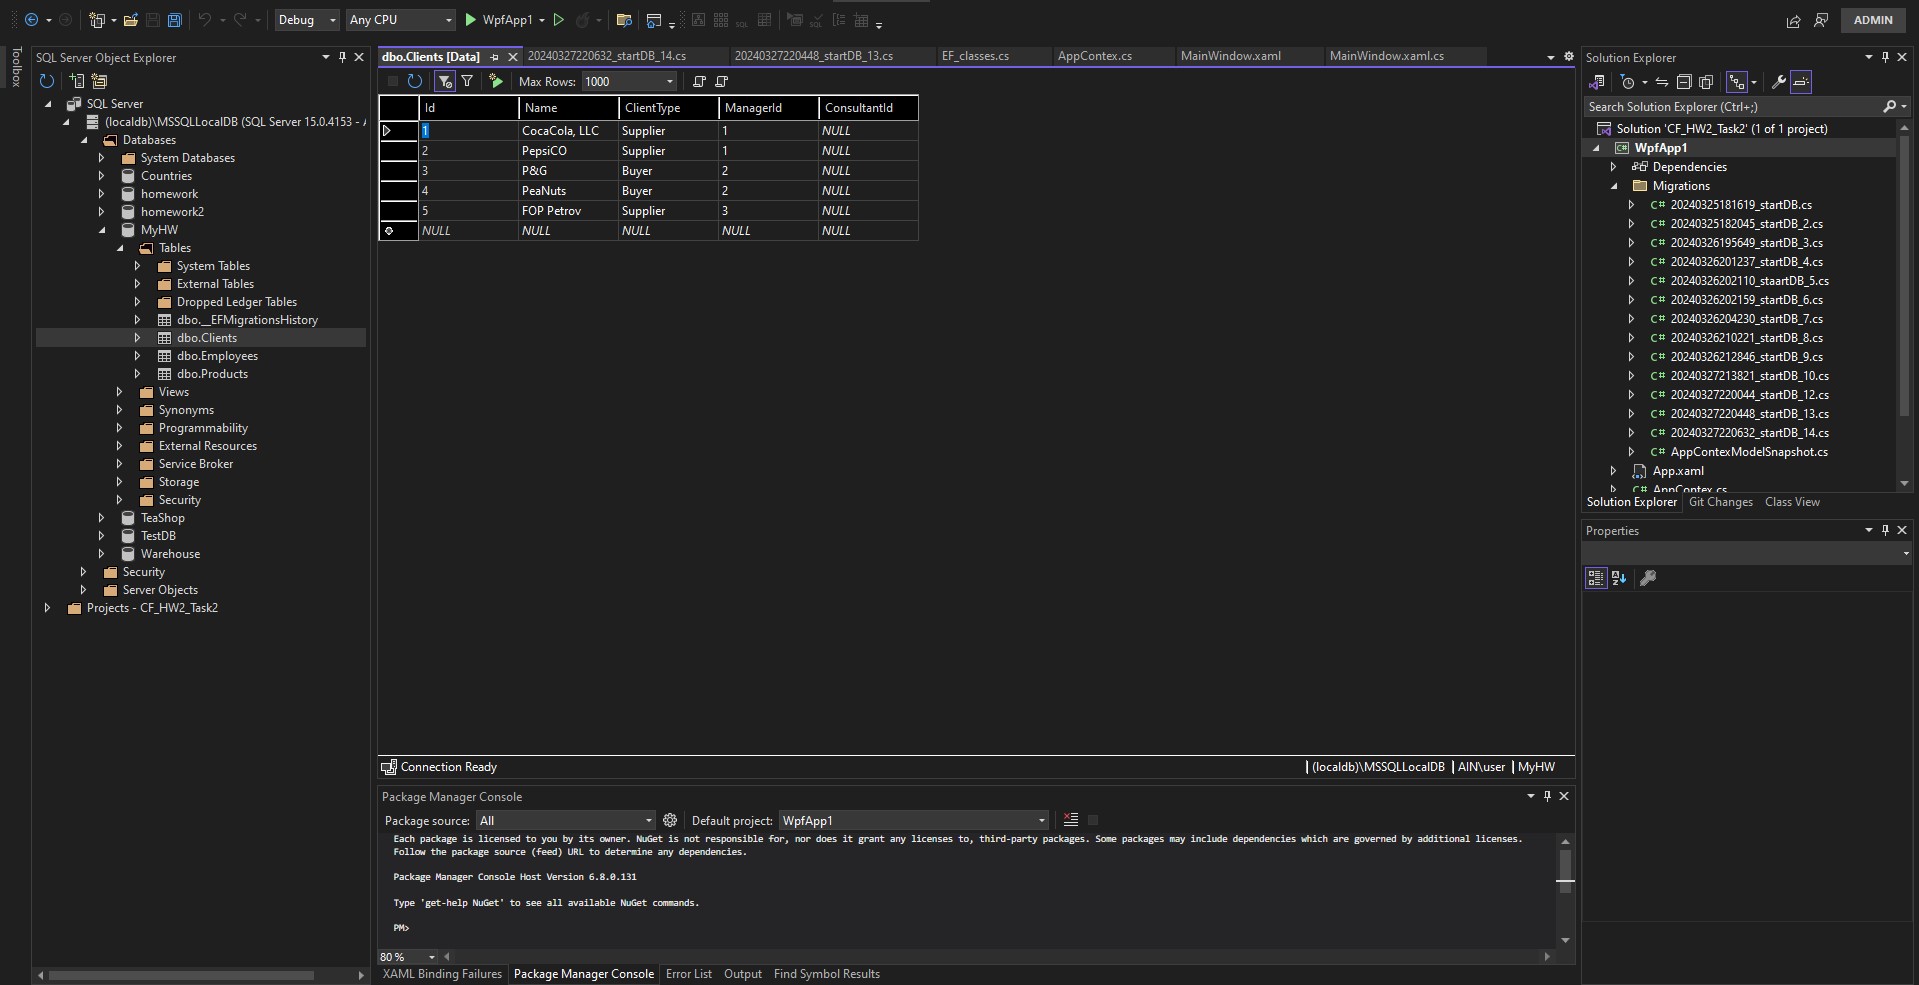 Debug
Any CPU
WpfApp1
ADMIN
Toolbox
SQL Server Object Explorer
SQL Server
(localdb)\MSSQLLocalDB (SQL Server 15.0.4153 - A
Databases
System Databases
Countries
homework
homework2
MyHW
Tables
System Tables
External Tables
Dropped Ledger Tables
dbo.__EFMigrationsHistory
dbo.Clients
dbo.Employees
dbo.Products
Views
Synonyms
Programmability
External Resources
Service Broker
Storage
Security
TeaShop
TestDB
Warehouse
Security
Server Objects
Projects - CF_HW2_Task2
dbo.Clients [Data] 20240327220632_startDB_14.cs 20240327220448_startDB_13.cs EF_classes.cs AppContex.cs MainWindow.xaml MainWindow.xaml.cs
Max Rows: 1000
Id Name ClientType ManagerId ConsultantId
1 CocaCola, LLC Supplier 1 NULL
2 PepsiCO Supplier 1 NULL
3 P&G Buyer 2 NULL
4 PeaNuts Buyer 2 NULL
5 FOP Petrov Supplier 3 NULL
NULL NULL NULL NULL NULL
Connection Ready
(localdb)\MSSQLLocalDB AIN\user MyHW
Package Manager Console
Package source: All
Default project: WpfApp1
Each package is licensed to you by its owner. NuGet is not responsible for, nor does it grant any licenses to, third-party packages. Some packages may include dependencies which are governed by additional licenses.
Follow the package source (feed) URL to determine any dependencies.
Package Manager Console Host Version 6.8.0.131
Type 'get-help NuGet' to see all available NuGet commands.
PM>
80 %
XAML Binding Failures Package Manager Console Error List Output Find Symbol Results
Solution Explorer
Search Solution Explorer (Ctrl+;)
Solution 'CF_HW2_Task2' (1 of 1 project)
C# WpfApp1
Dependencies
Migrations
C# 20240325181619_startDB.cs
C# 20240325182045_startDB_2.cs
C# 20240326195649_startDB_3.cs
C# 20240326201237_startDB_4.cs
C# 20240326202110_staartDB_5.cs
C# 20240326202159_startDB_6.cs
C# 20240326204230_startDB_7.cs
C# 20240326210221_startDB_8.cs
C# 20240326212846_startDB_9.cs
C# 20240327213821_startDB_10.cs
C# 20240327220044_startDB_12.cs
C# 20240327220448_startDB_13.cs
C# 20240327220632_startDB_14.cs
C# AppContexModelSnapshot.cs
App.xaml
C# AppContex.cs
Solution Explorer Git Changes Class View
Properties